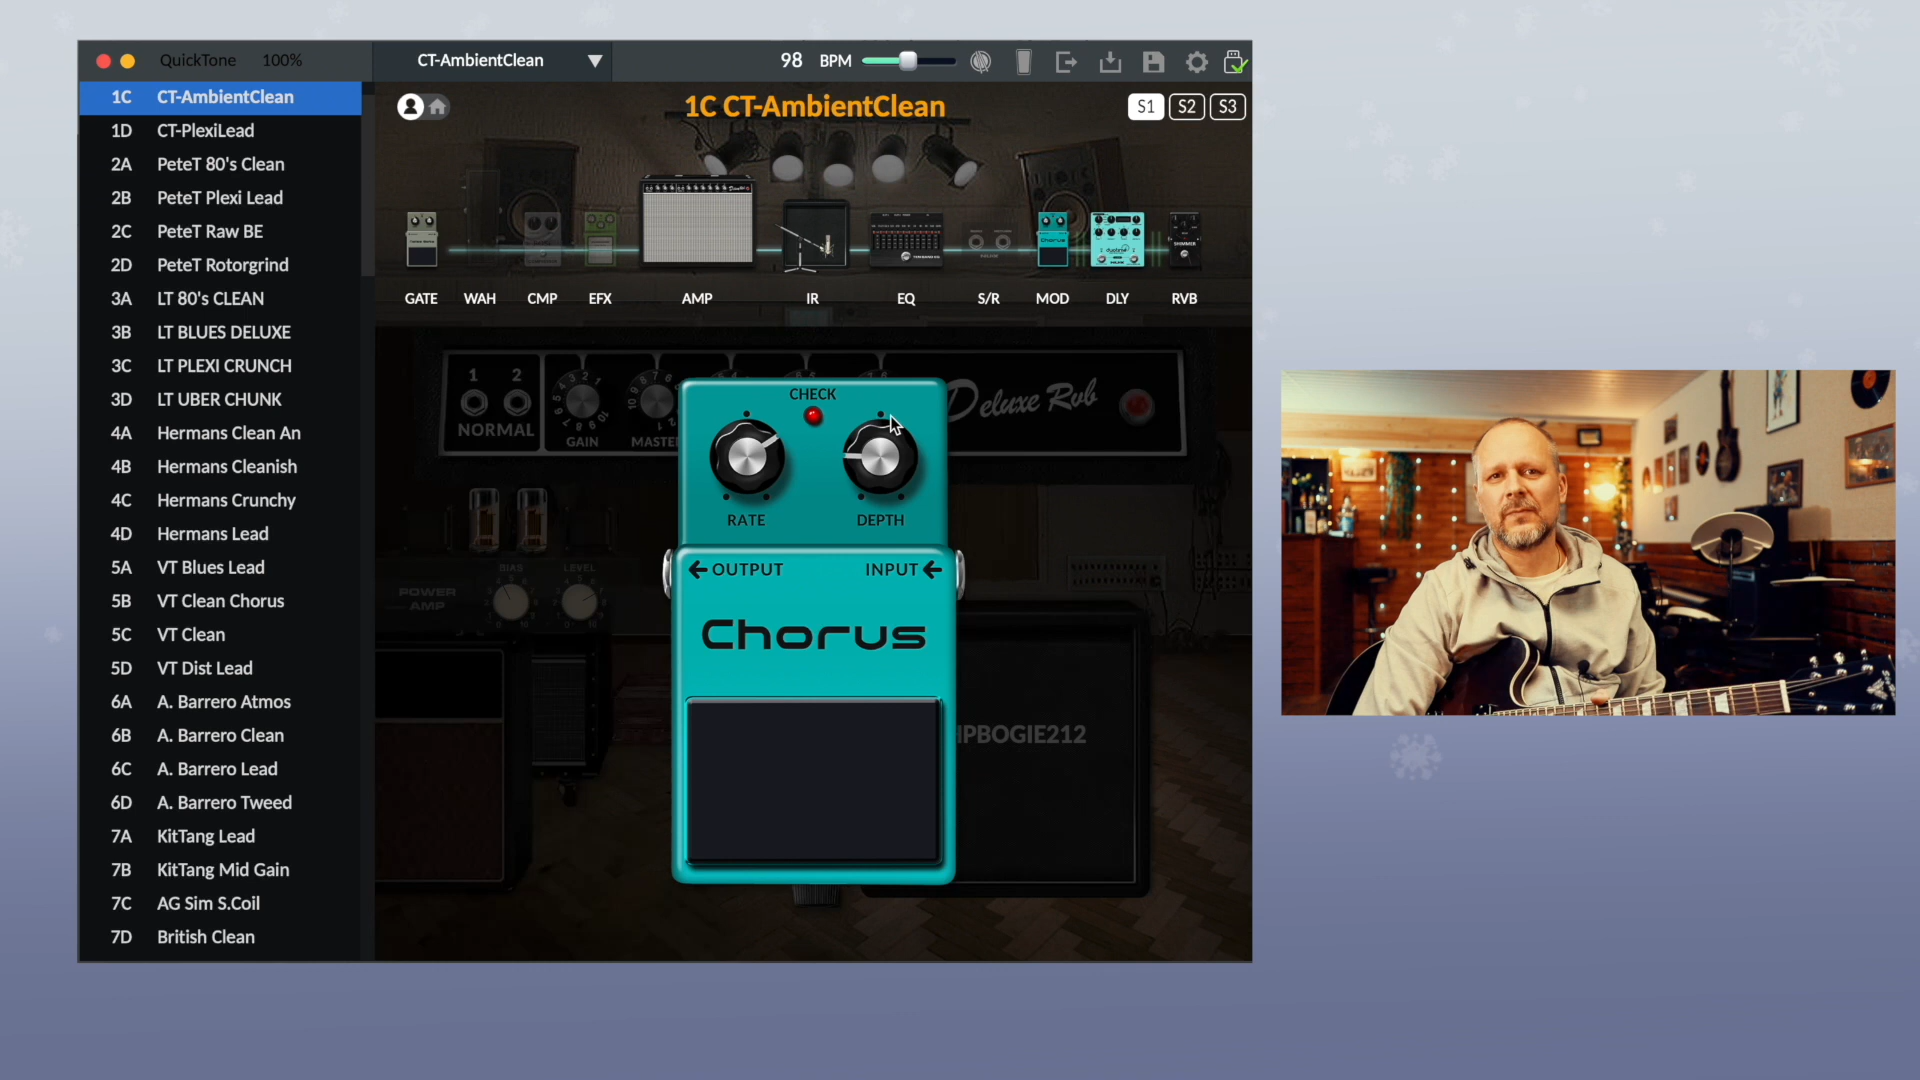 QuickTone 100%
CT-AmbientClean
98 BPM
1C CT-AmbientClean
1D CT-PlexiLead
2A PeteT 80's Clean
2B PeteT Plexi Lead
2C PeteT Raw BE
2D PeteT Rotorgrind
3A LT 80's CLEAN
3B LT BLUES DELUXE
3C LT PLEXI CRUNCH
3D LT UBER CHUNK
4A Hermans Clean An
4B Hermans Cleanish
4C Hermans Crunchy
4D Hermans Lead
5A VT Blues Lead
5B VT Clean Chorus
5C VT Clean
5D VT Dist Lead
6A A. Barrero Atmos
6B A. Barrero Clean
6C A. Barrero Lead
6D A. Barrero Tweed
7A KitTang Lead
7B KitTang Mid Gain
7C AG Sim S.Coil
7D British Clean
1C CT-AmbientClean
S1 S2 S3
Chorus
SHIMMER
GATE WAH CMP EFX AMP IR EQ S/R MOD DLY RVB
1 2
NORMAL
GAIN
Deluxe Rvb
CHECK
RATE DEPTH
OUTPUT INPUT
Chorus
BIAS LEVEL
POWER
AMP